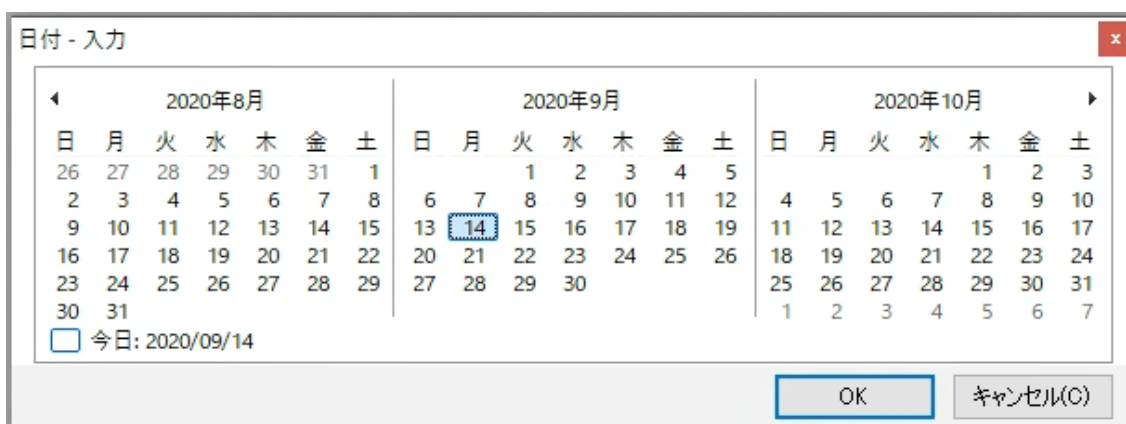 日付 - 入力
x
2020年8月 2020年9月 2020年10月
日 月 火 水 木 金 土 日 月 火 水 木 金 土 日 月 火 水 木 金 土
26 27 28 29 30 31 1 1 2 3 4 5 1 2 3
2 3 4 5 6 7 8 6 7 8 9 10 11 12 4 5 6 7 8 9 10
9 10 11 12 13 14 15 13 14 15 16 17 18 19 11 12 13 14 15 16 17
16 17 18 19 20 21 22 20 21 22 23 24 25 26 18 19 20 21 22 23 24
23 24 25 26 27 28 29 27 28 29 30 25 26 27 28 29 30 31
30 31 1 2 3 4 5 6 7
今日: 2020/09/14
OK キャンセル(C)